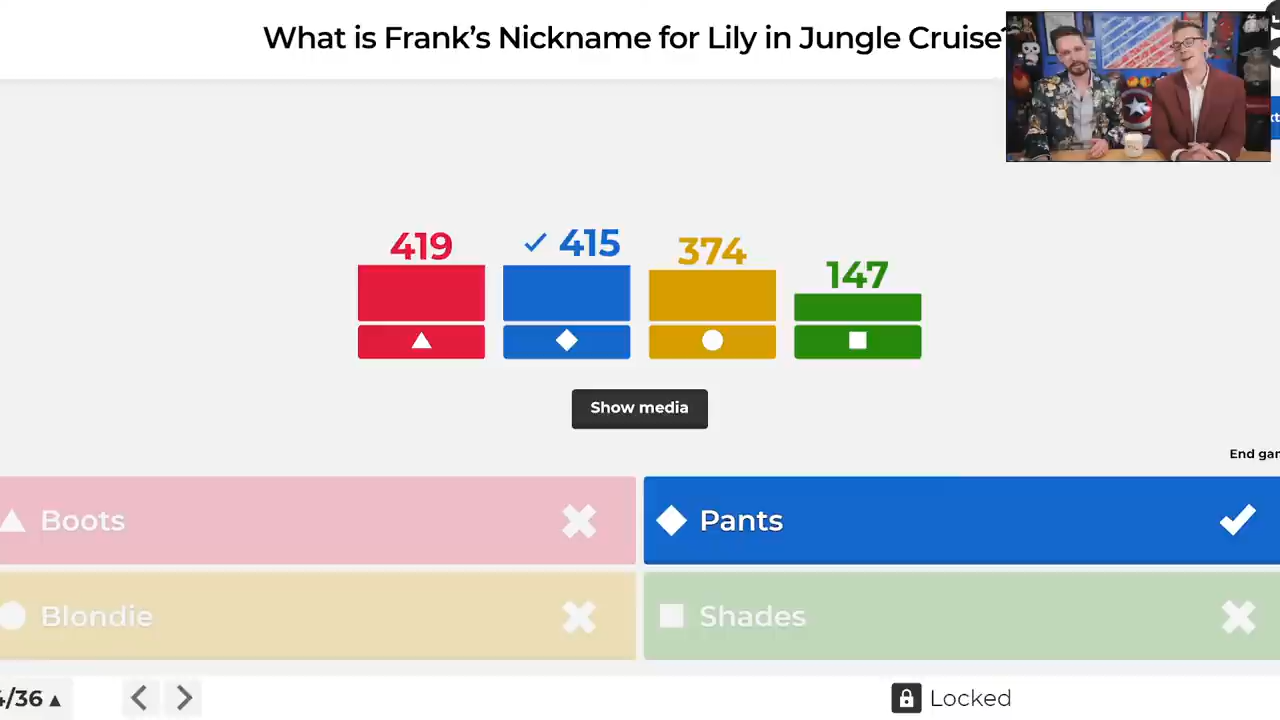 What is Frank's Nickname for Lily in Jungle Cruise?
419
415
374
147
Show media
End gam
Boots
Pants
Blondie
Shades
/36
Locked